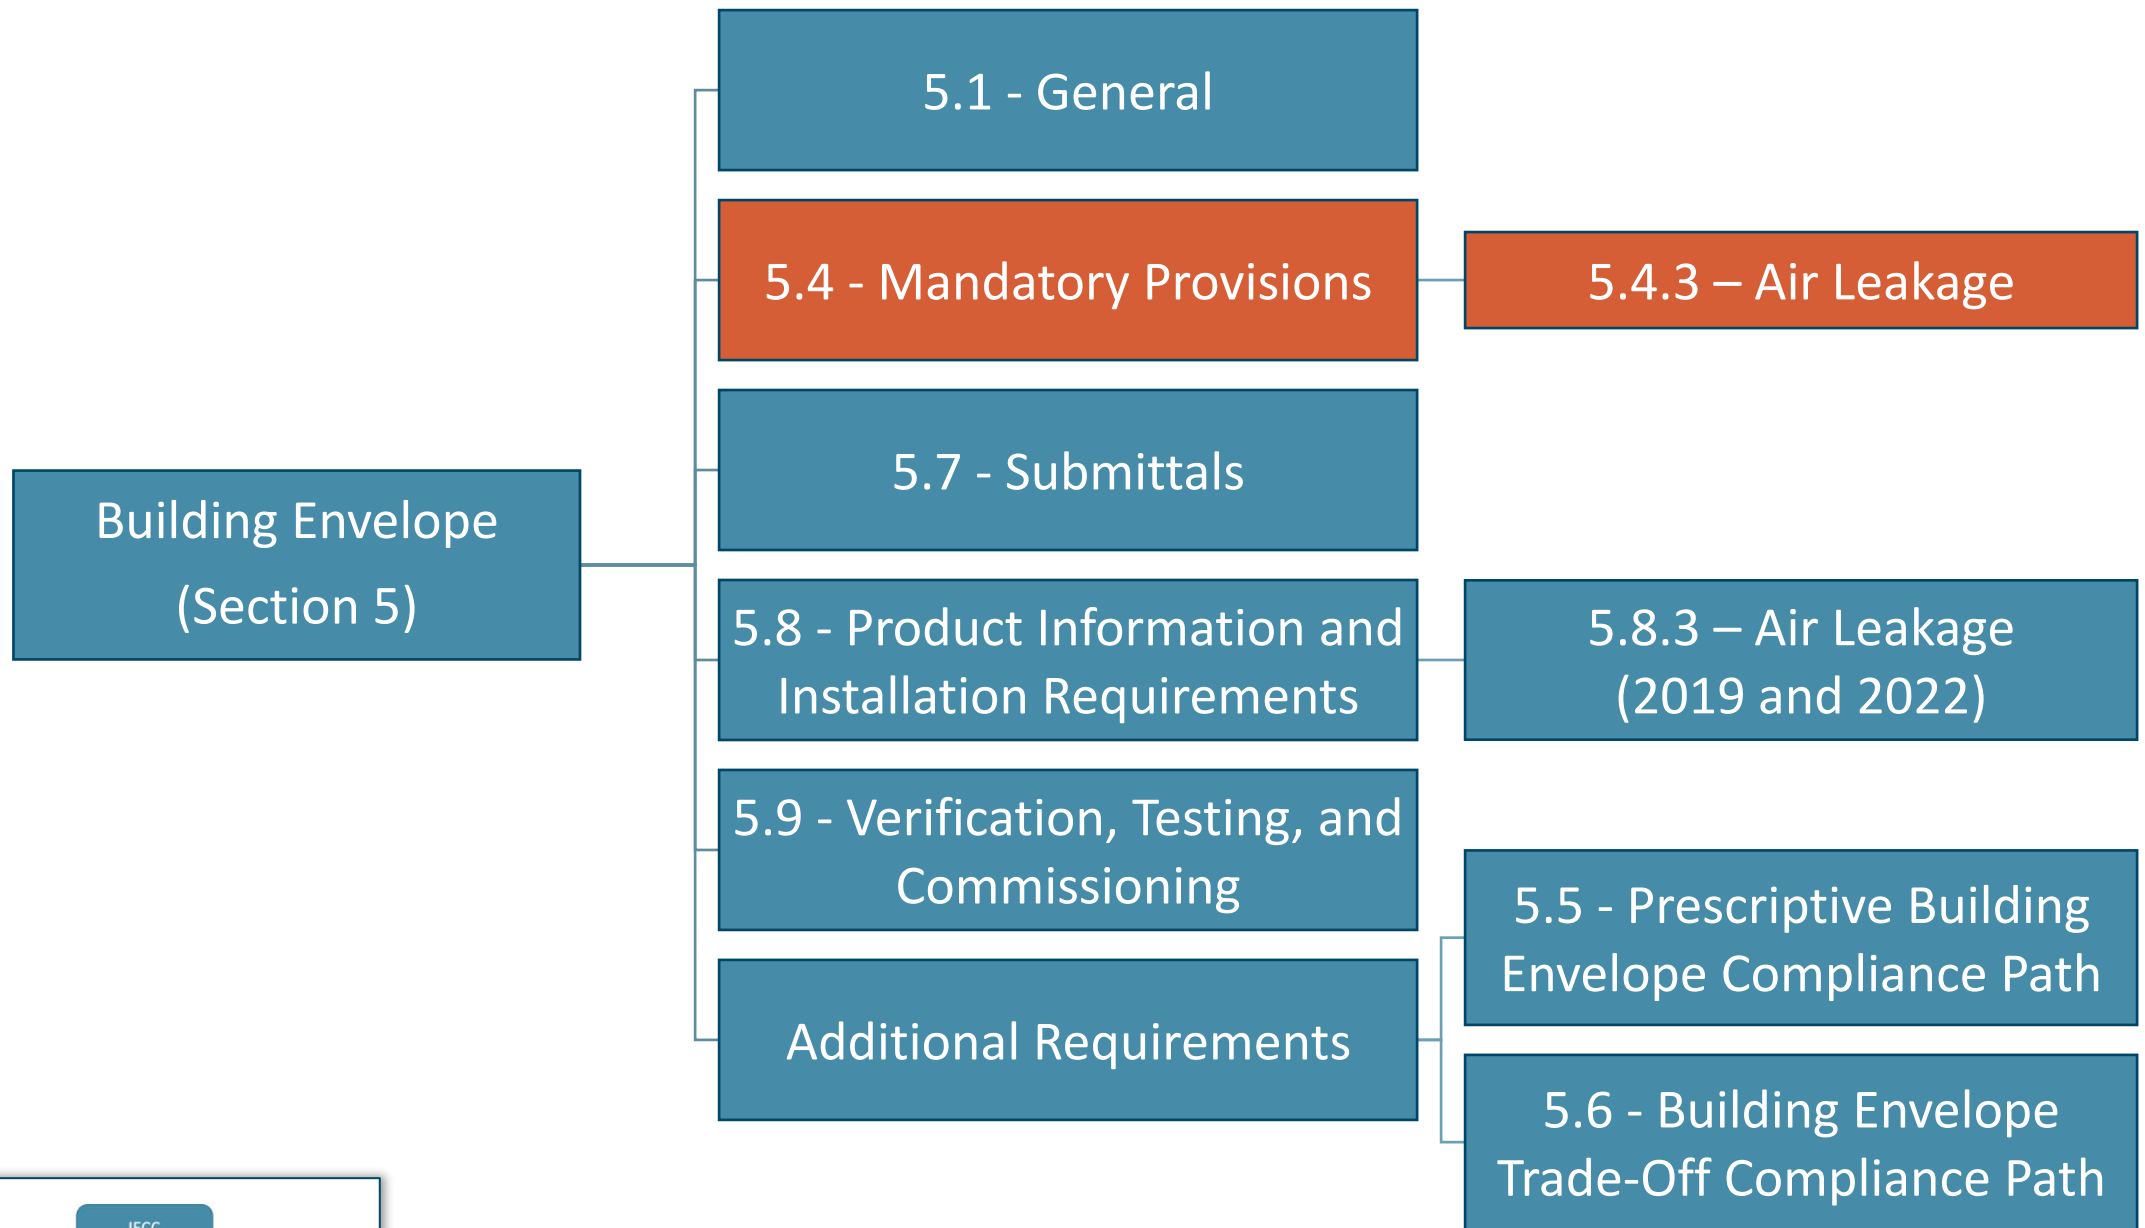 5.1 - General
5.4 - Mandatory Provisions
5.4.3 – Air Leakage
5.7 - Submittals
Building Envelope
(Section 5)
5.8 - Product Information and
Installation Requirements
5.8.3 – Air Leakage
(2019 and 2022)
5.9 - Verification, Testing, and
Commissioning
5.5 - Prescriptive Building
Envelope Compliance Path
Additional Requirements
5.6 - Building Envelope
Trade-Off Compliance Path
IECC